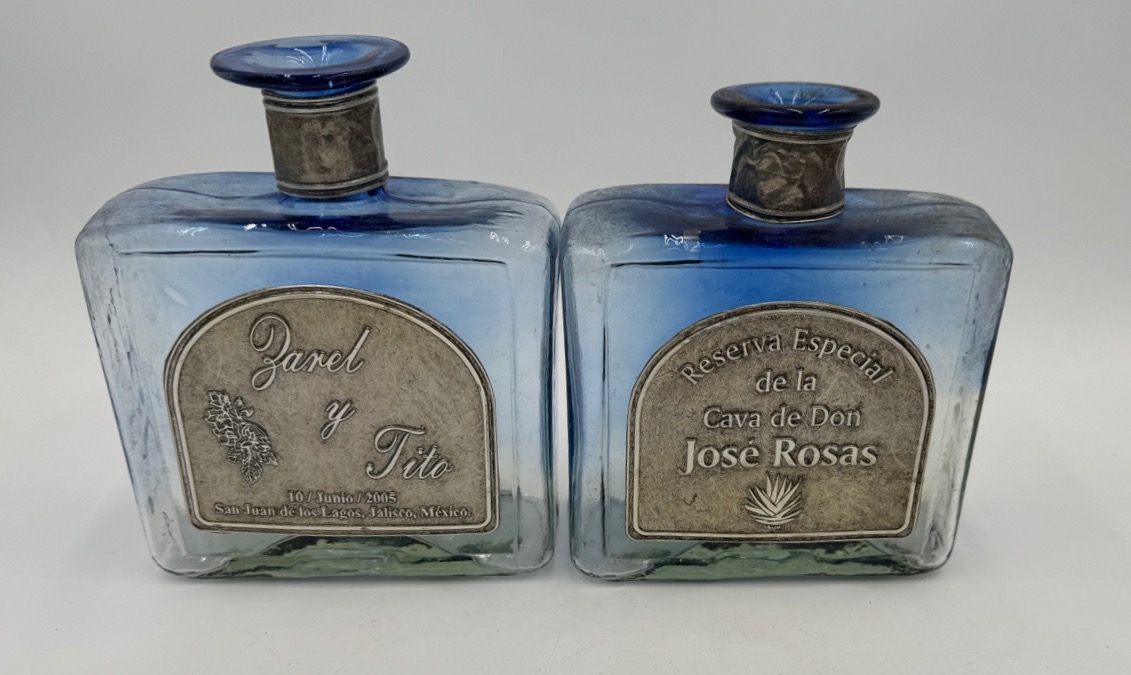 Zarel
y
Tito
10 / Junio / 2005
San Juan de los Lagos, Jalisco, México.
Reserva Especial
de la
Cava de Don
José Rosas